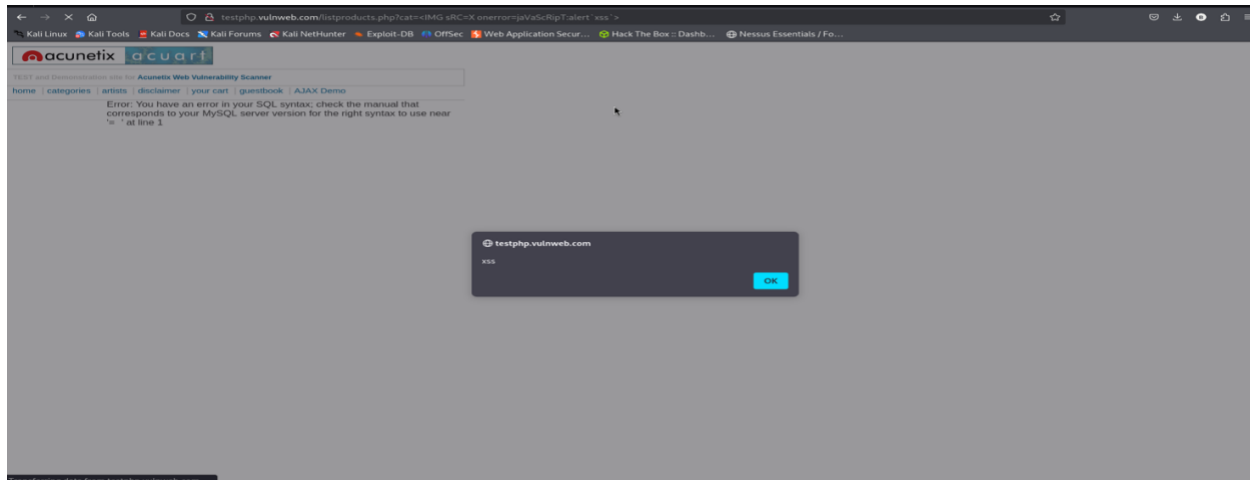 testphp.vulnweb.com/listproducts.php?cat=<IMG sRC=X onerror=jaVaScRipT:alert`xss`>
Kali Linux Kali Tools Kali Docs Kali Forums Kali NetHunter Exploit-DB OffSec Web Application Secur... Hack The Box :: Dashb... Nessus Essentials / Fo...
acunetix acuart
TEST and Demonstration site for Acunetix Web Vulnerability Scanner
home | categories | artists | disclaimer | your cart | guestbook | AJAX Demo
Error: You have an error in your SQL syntax; check the manual that
corresponds to your MySQL server version for the right syntax to use near
'= ' at line 1
testphp.vulnweb.com
xss
OK